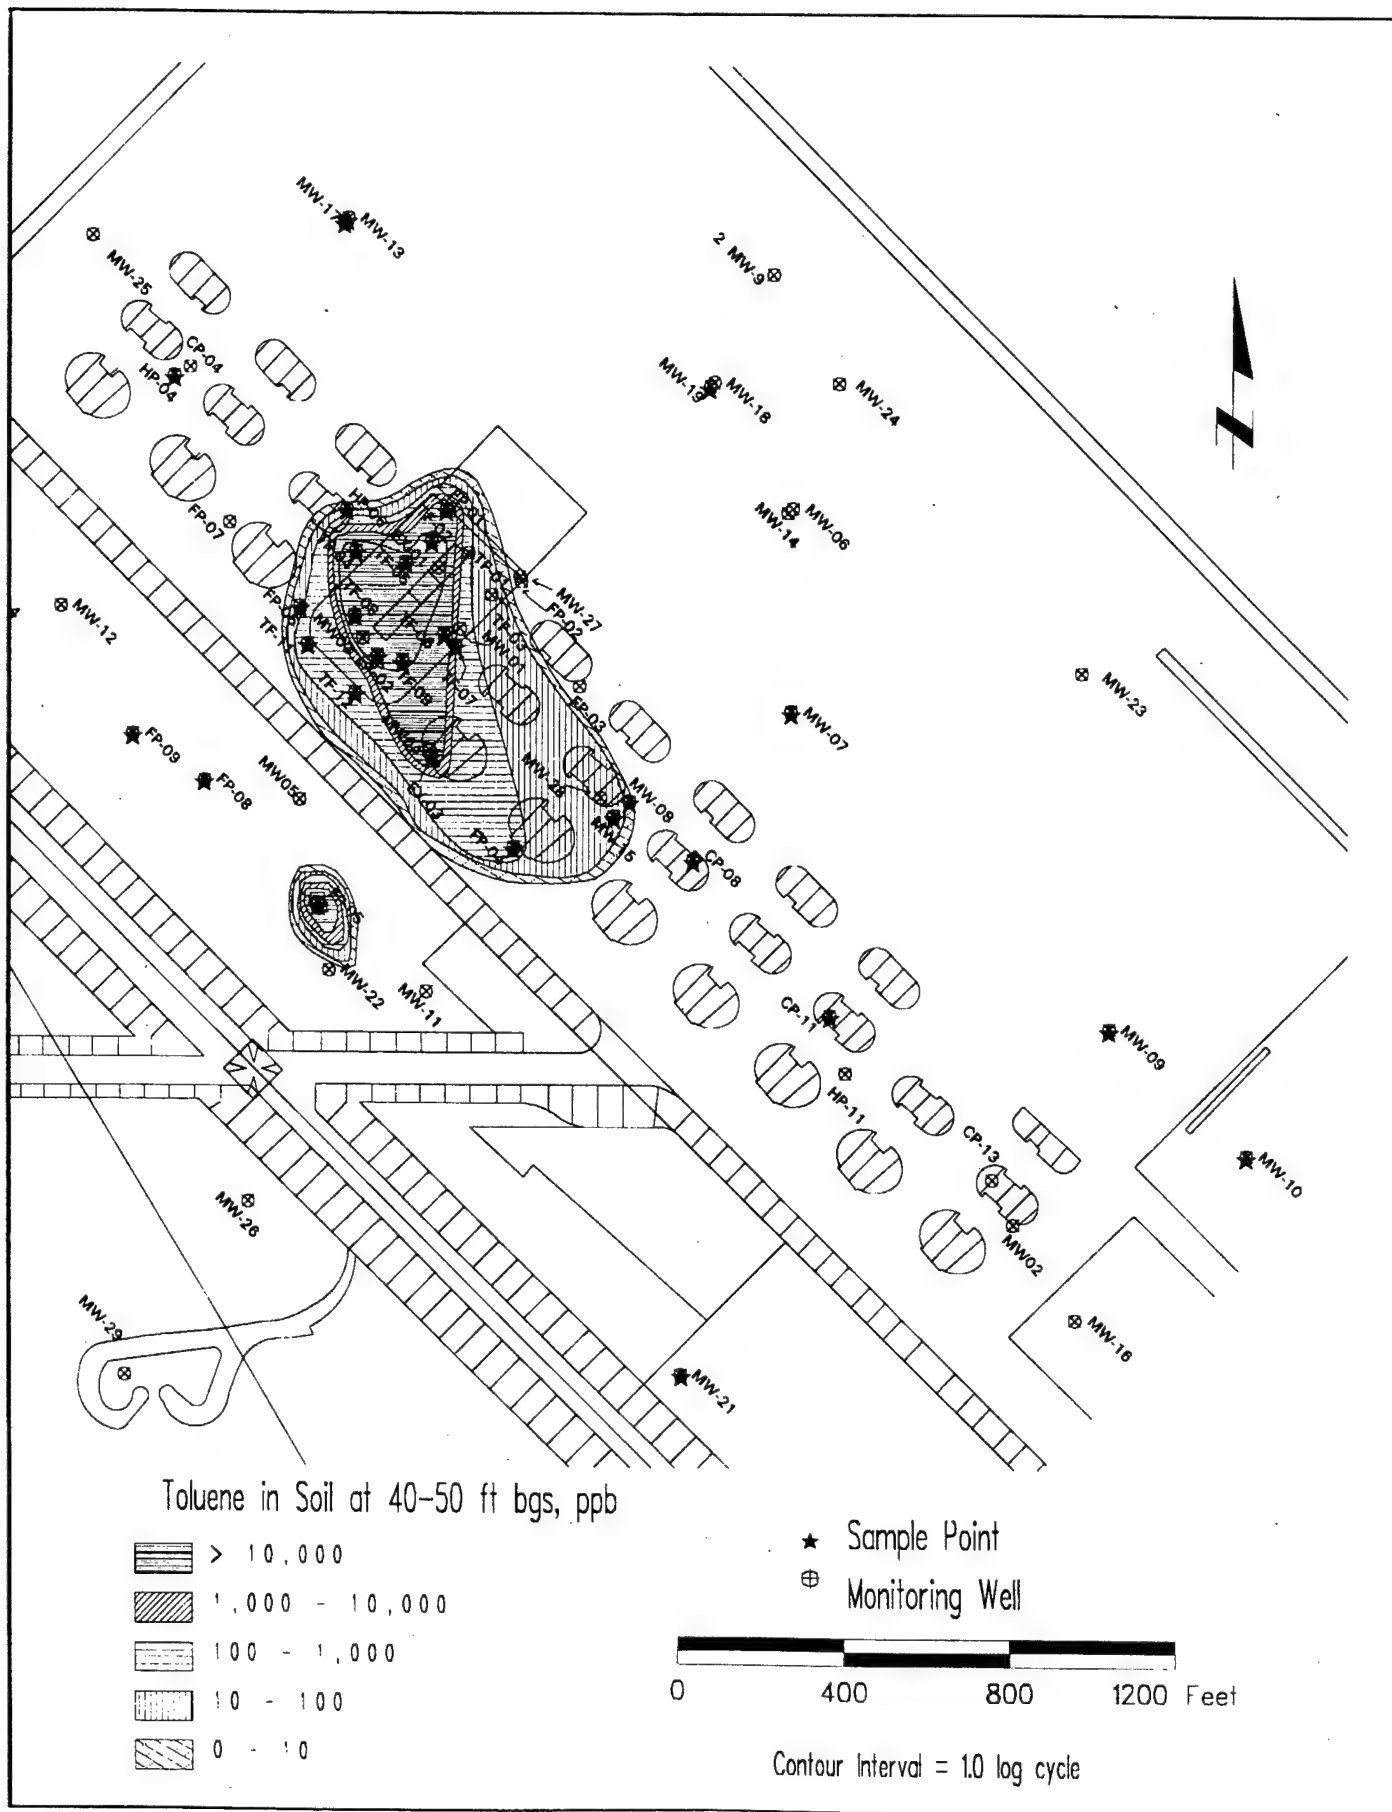 MW-17
MW-13
2 MW-9
MW-25
CP-04
HP-04
MW-19
MW-18
MW-24
FP-07
MW-06
MW-14
MW-27
FP-02
MW-12
TF-11
MW-01
FP-03
MW-23
MW-07
FP-09
FP-08
MW05
MW-28
MW-08
MW-15
CP-08
MW-22
MW-11
CP-11
MW-09
HP-11
CP-13
MW-10
MW-26
MW02
MW-29
MW-16
MW-21
Toluene in Soil at 40-50 ft bgs, ppb
> 10,000
1,000 - 10,000
100 - 1,000
10 - 100
0 - 10
Sample Point
Monitoring Well
0 400 800 1200 Feet
Contour Interval = 1.0 log cycle